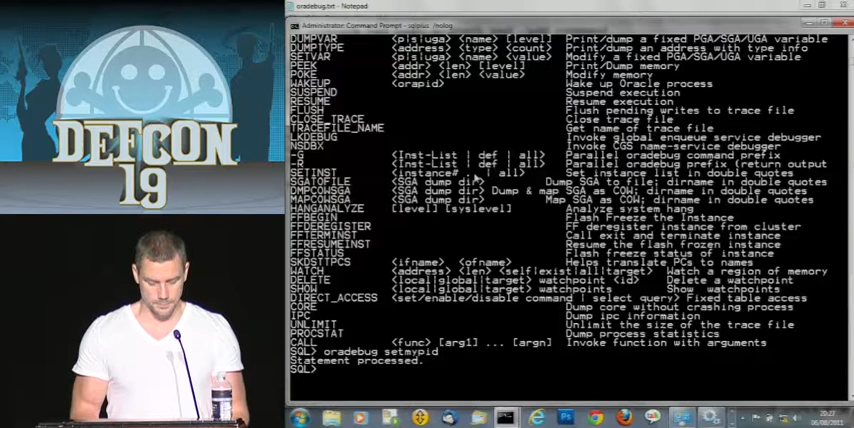 DEFCON
19
oradebug.txt - Notepad
Administrator: Command Prompt - sqlplus /nolog
DUMPVAR <p|s|uga> <name> [level] Print/dump a fixed PGA/SGA/UGA variable
DUMPTYPE <address> <type> <count> Print/dump an address with type info
SETVAR <p|s|uga> <name> <value> Modify a fixed PGA/SGA/UGA variable
PEEK <addr> <len> [level] Print/Dump memory
POKE <addr> <len> <value> Modify memory
WAKEUP <orapid> Wake up Oracle process
SUSPEND Suspend execution
RESUME Resume execution
FLUSH Flush pending writes to trace file
CLOSE_TRACE Close trace file
TRACEFILE_NAME Get name of trace file
LKDEBUG Invoke global enqueue service debugger
NSDBX Invoke CGS name-service debugger
-G <Inst-List | def | all> Parallel oradebug command prefix
-R <Inst-List | def | all> Parallel oradebug prefix (return output
SETINST <instance# .. | all> Set instance list in double quotes
SGATOFILE <SGA dump dir> Dump SGA to file; dirname in double quotes
DMPCOWSGA <SGA dump dir> Dump & map SGA as COW; dirname in double quotes
MAPCOWSGA <SGA dump dir> Map SGA as COW; dirname in double quotes
HANGANALYZE [level] [syslevel] Analyze system hang
FFBEGIN Flash Freeze the Instance
FFDEREGISTER FF deregister instance from cluster
FFTERMINST Call exit and terminate instance
FFRESUMEINST Resume the flash frozen instance
FFSTATUS Flash freeze status of instance
SKDSTTPCS <ifname> <ofname> Helps translate PCs to names
WATCH <address> <len> <self|exist|all|target> Watch a region of memory
DELETE <local|global|target> watchpoint <id> Delete a watchpoint
SHOW <local|global|target> watchpoints Show watchpoints
DIRECT_ACCESS <set/enable/disable command | select query> Fixed table access
CORE Dump core without crashing process
IPC Dump ipc information
UNLIMIT Unlimit the size of the trace file
PROCSTAT Dump process statistics
CALL <func> [arg1] ... [argn] Invoke function with arguments
SQL> oradebug setmypid
Statement processed.
SQL>
20:27
06/08/2011